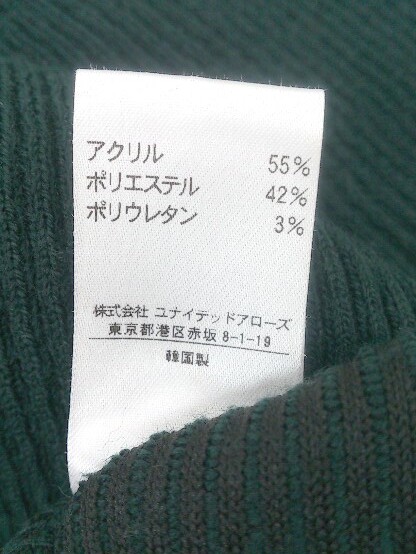 アクリル 55%
ポリエステル 42%
ポリウレタン 3%
株式会社 ユナイテッドアローズ
東京都港区赤坂 8-1-19
韓国製